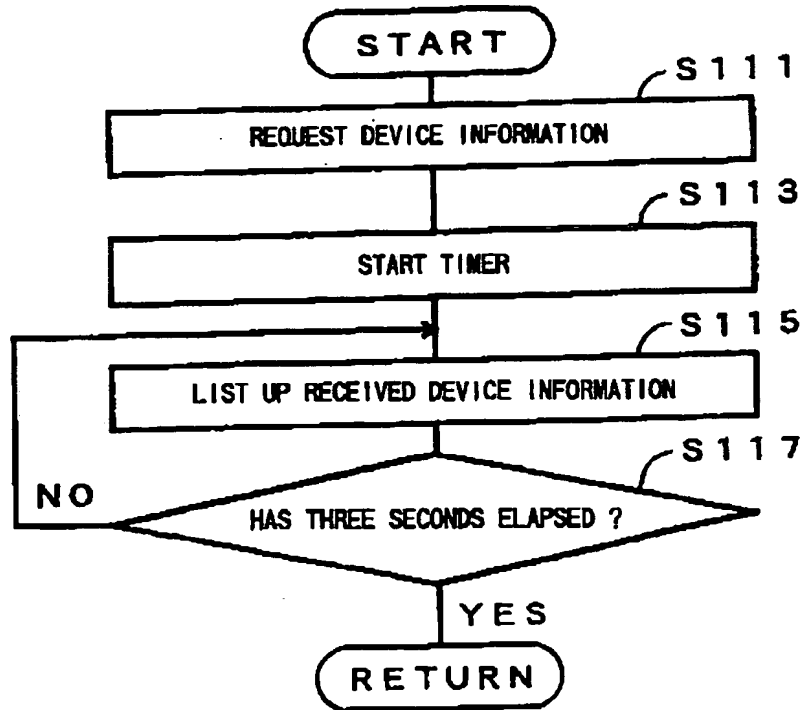 START
S111
REQUEST DEVICE INFORMATION
S113
START TIMER
S115
LIST UP RECEIVED DEVICE INFORMATION
S117
HAS THREE SECONDS ELAPSED ?
NO
YES
RETURN